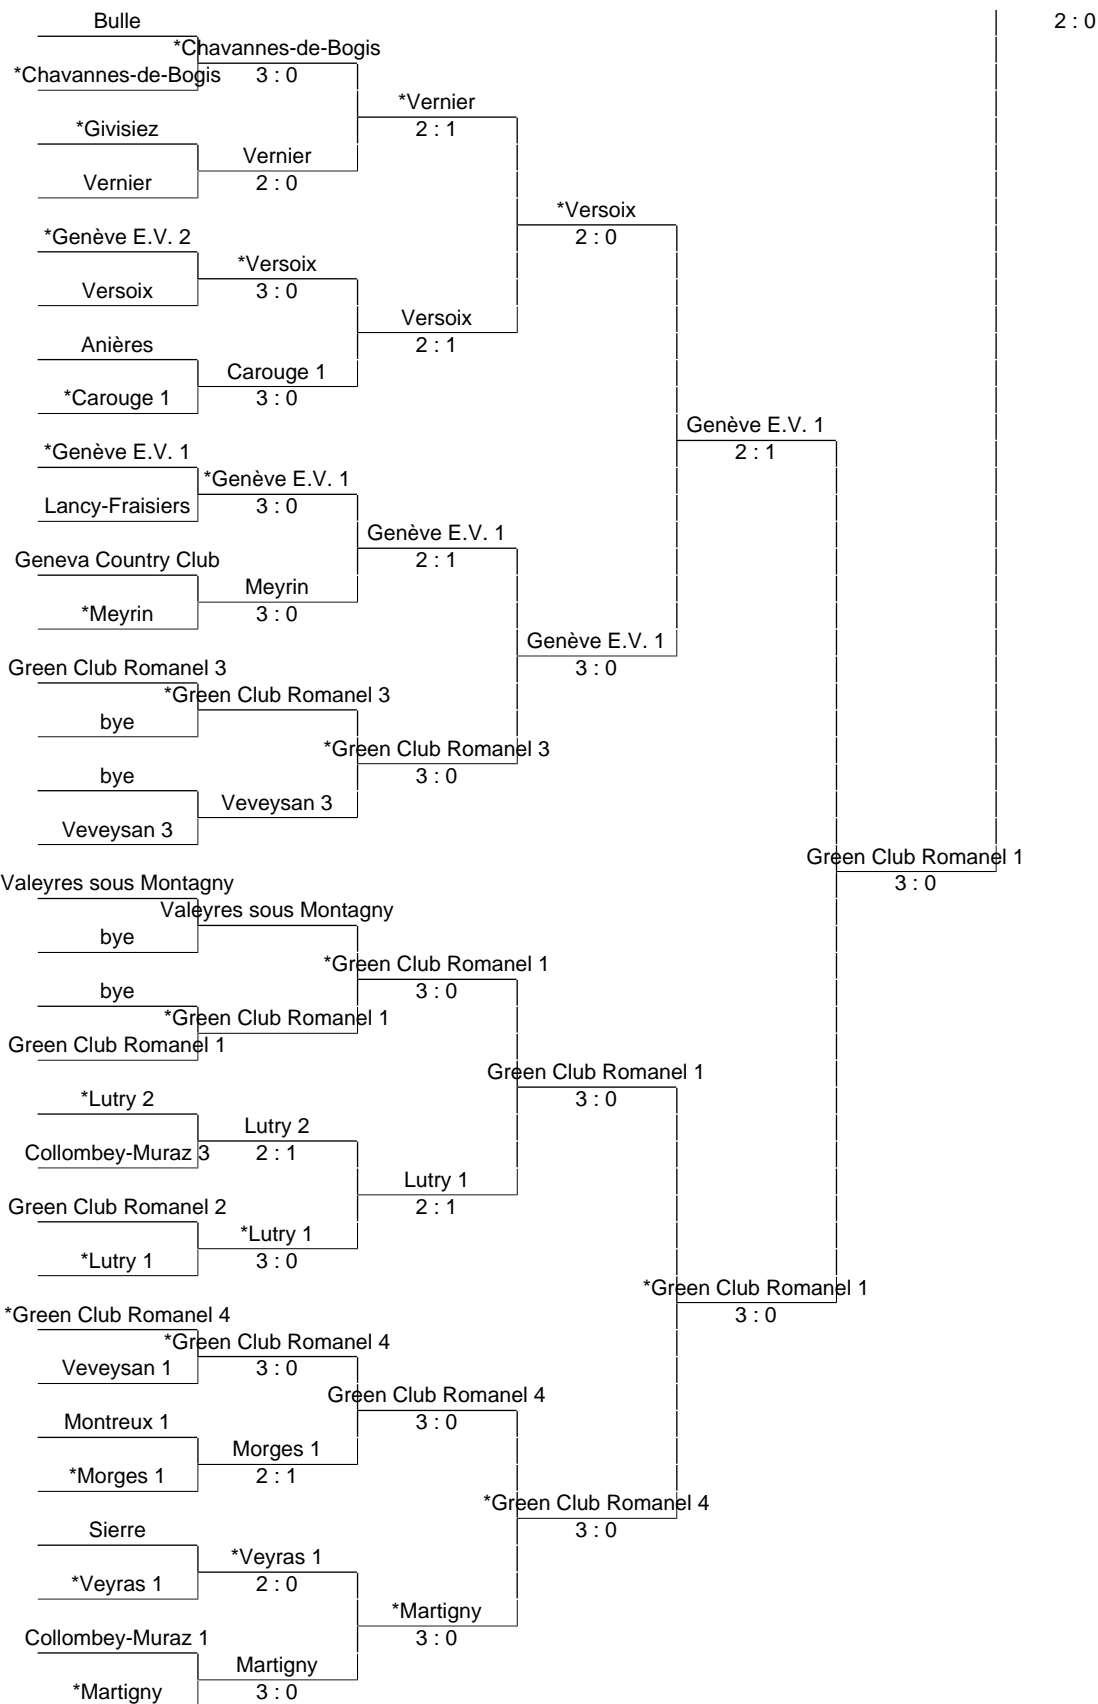 Bulle
2 : 0
*Chavannes-de-Bogis
*Chavannes-de-Bogis
3 : 0
*Vernier
*Givisiez
2 : 1
Vernier
Vernier
2 : 0
*Versoix
*Genève E.V. 2
2 : 0
*Versoix
Versoix
3 : 0
Versoix
Anières
2 : 1
Carouge 1
*Carouge 1
3 : 0
Genève E.V. 1
*Genève E.V. 1
2 : 1
*Genève E.V. 1
Lancy-Fraisiers
3 : 0
Genève E.V. 1
Geneva Country Club
2 : 1
Meyrin
*Meyrin
3 : 0
Genève E.V. 1
Green Club Romanel 3
3 : 0
*Green Club Romanel 3
bye
*Green Club Romanel 3
bye
3 : 0
Veveysan 3
Veveysan 3
Green Club Romanel 1
Valeyres sous Montagny
3 : 0
Valeyres sous Montagny
bye
*Green Club Romanel 1
bye
3 : 0
*Green Club Romanel 1
Green Club Romanel 1
Green Club Romanel 1
*Lutry 2
3 : 0
Lutry 2
Collombey-Muraz 3
2 : 1
Lutry 1
Green Club Romanel 2
2 : 1
*Lutry 1
*Lutry 1
3 : 0
*Green Club Romanel 1
*Green Club Romanel 4
3 : 0
*Green Club Romanel 4
Veveysan 1
3 : 0
Green Club Romanel 4
Montreux 1
3 : 0
Morges 1
*Morges 1
2 : 1
*Green Club Romanel 4
Sierre
3 : 0
*Veyras 1
*Veyras 1
2 : 0
*Martigny
Collombey-Muraz 1
3 : 0
Martigny
*Martigny
3 : 0